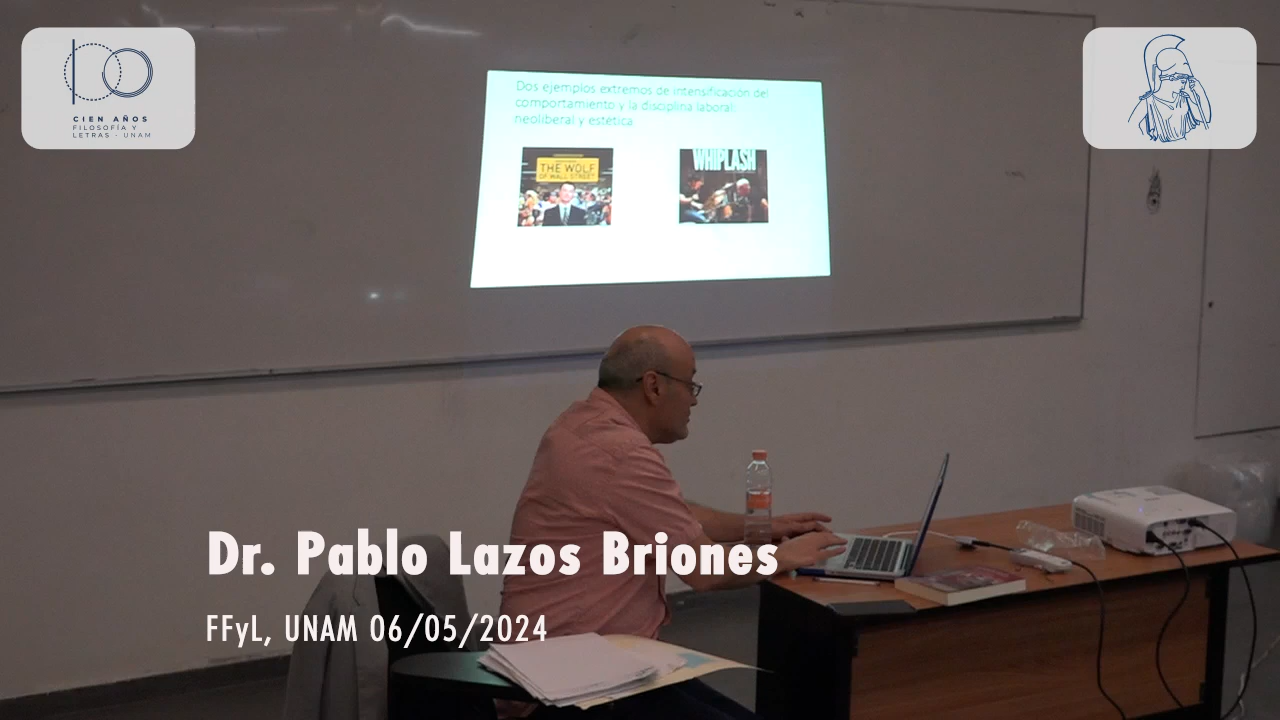 CIEN AÑOS
FILOSOFÍA Y
LETRAS - UNAM
Dos ejemplos extremos de intensificación del
comportamiento y la disciplina laboral:
neoliberal y estética.
THE WOLF
OF WALL STREET
WHIPLASH
Dr. Pablo Lazos Briones
FFyL, UNAM 06/05/2024